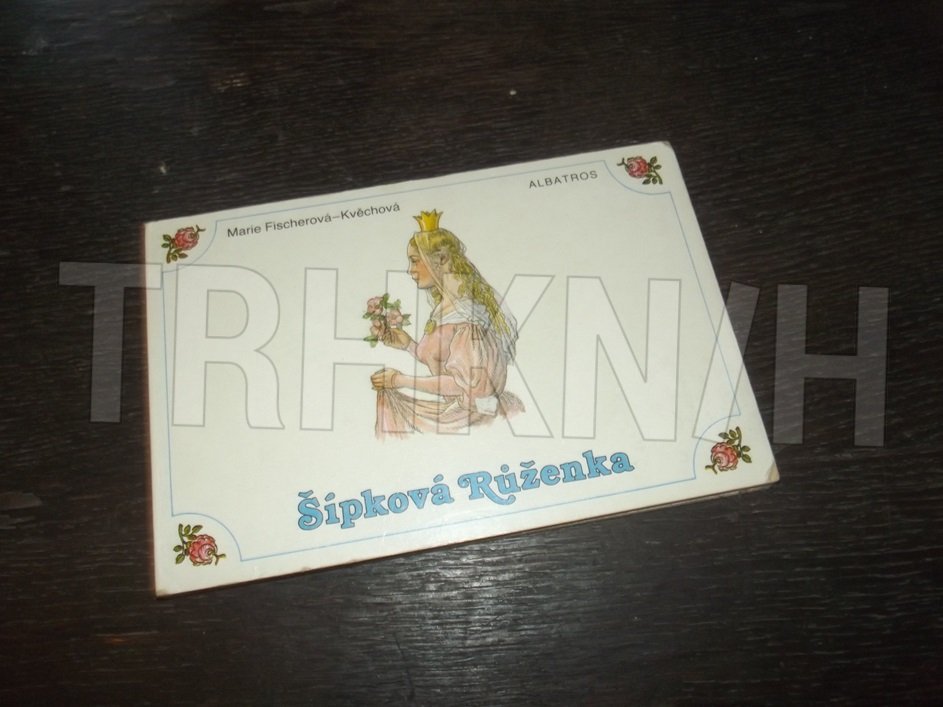 Marie Fischerová–Kvěchová
ALBATROS
Šípková Růženka
TRHKNIH